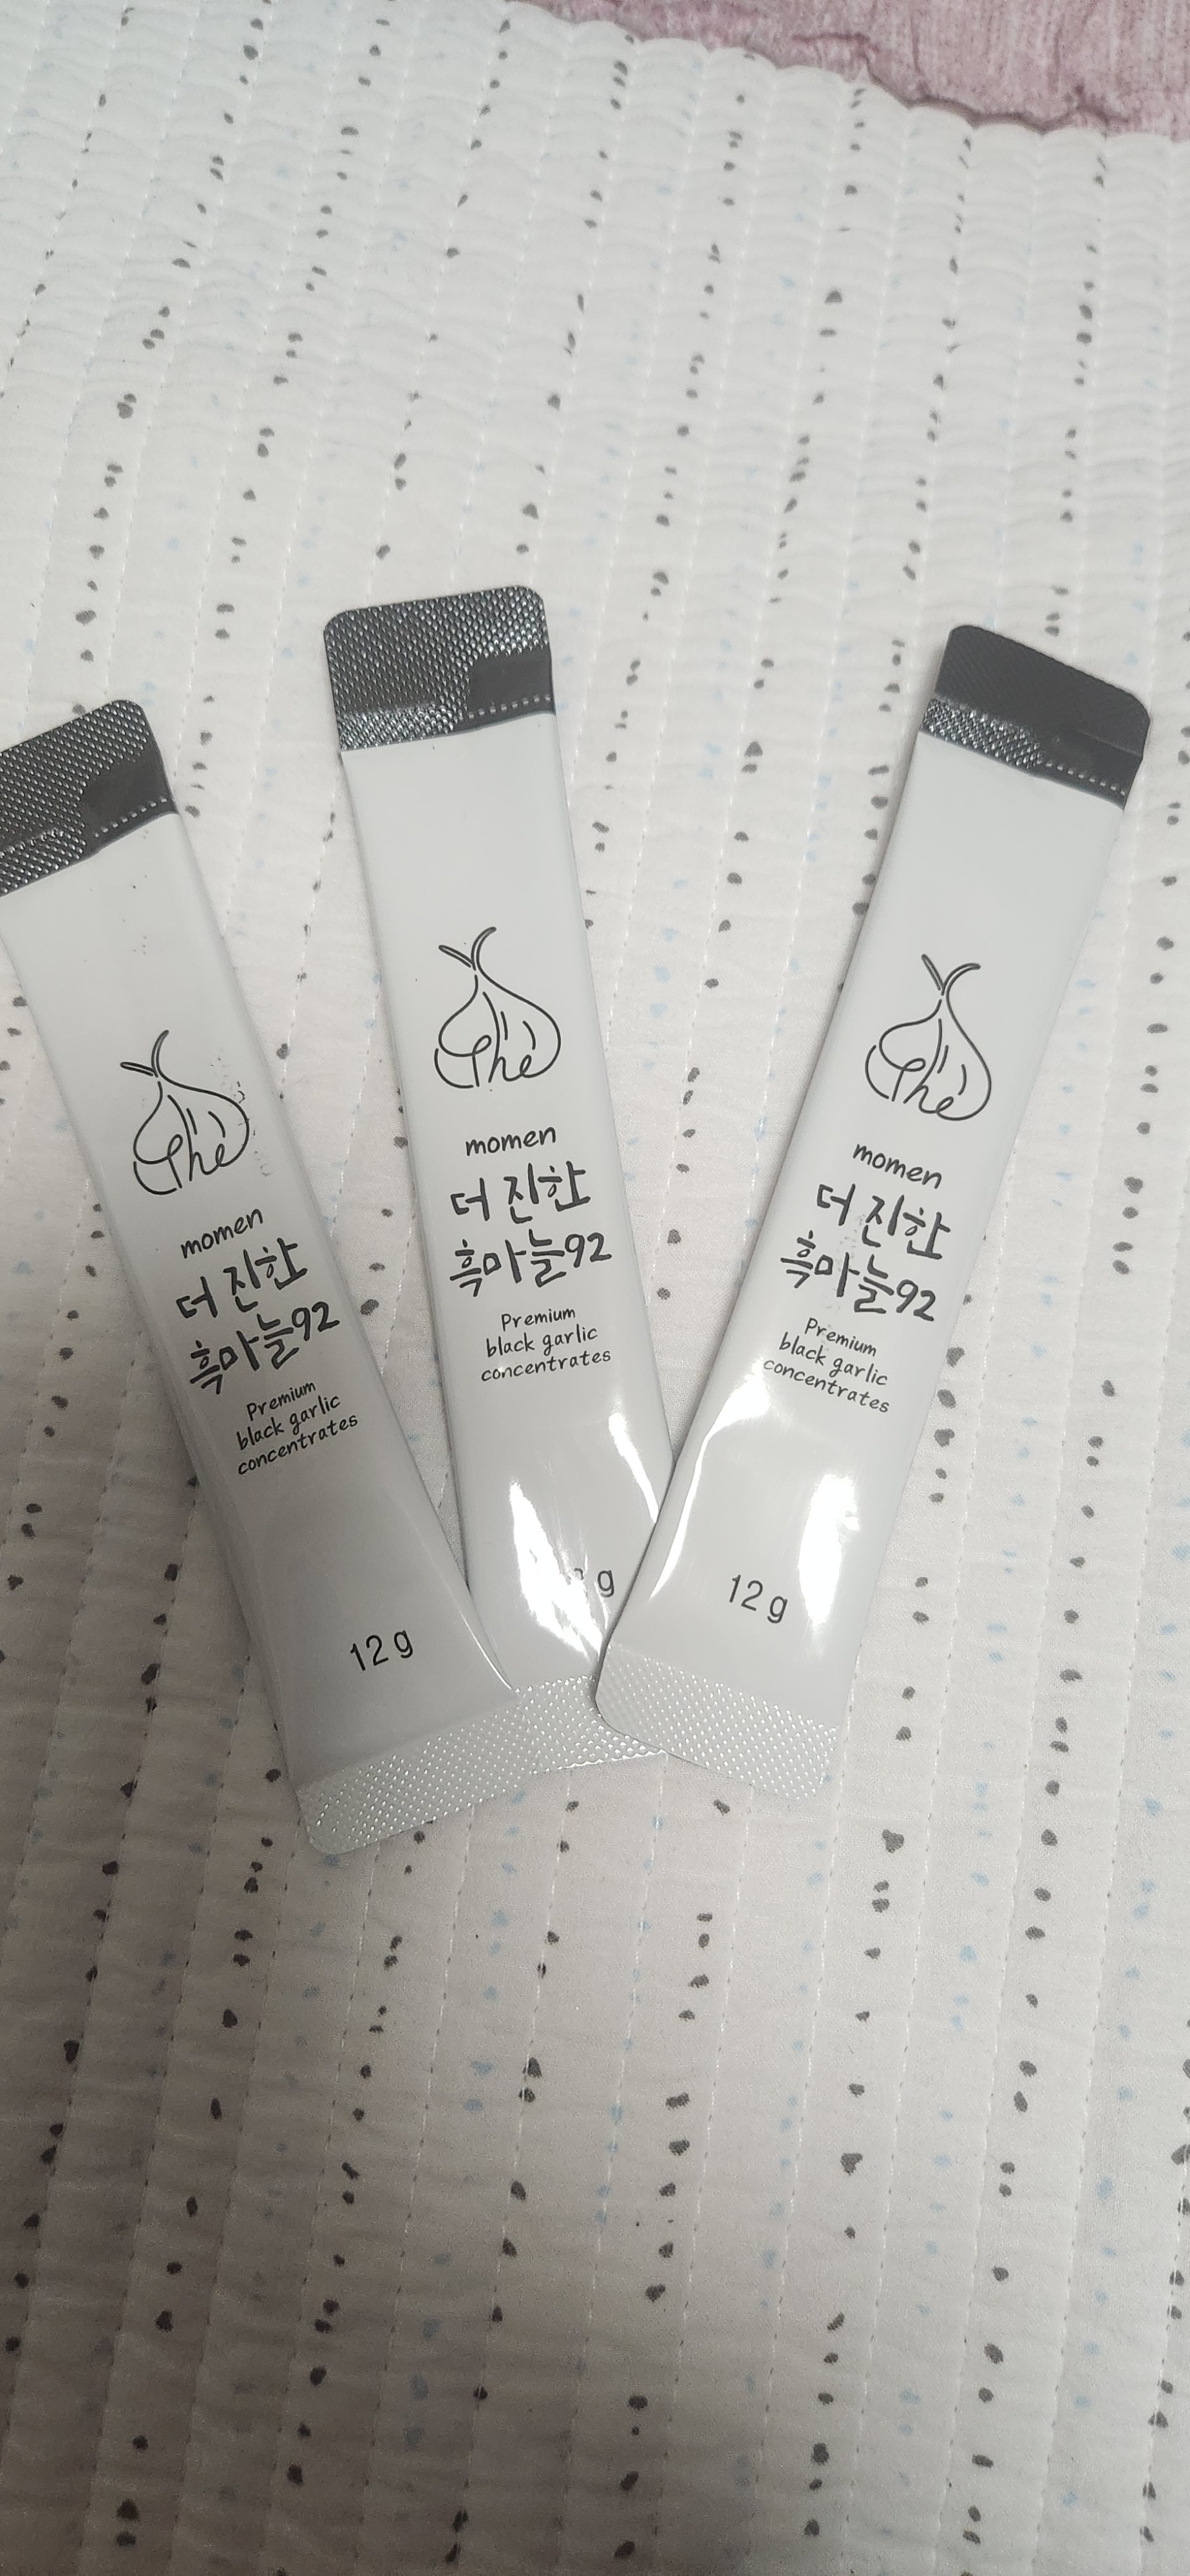 The
momen
더 진한
흑마늘92
Premium
black garlic
concentrates
12g
The
momen
더 진한
흑마늘92
Premium
black garlic
concentrates
g
The
momen
더 진한
흑마늘92
Premium
black garlic
concentrates
12g